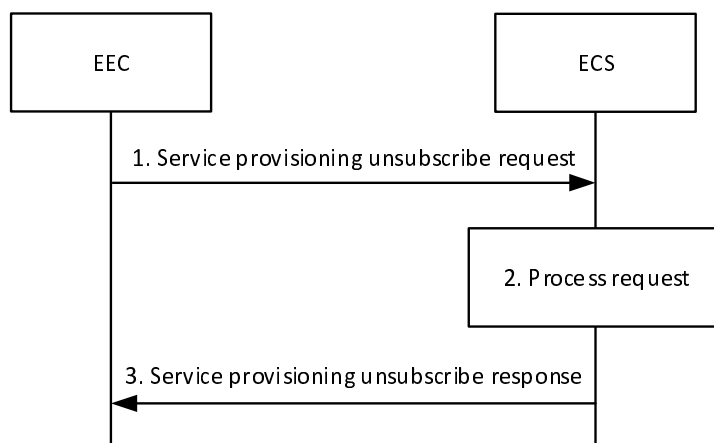 EEC
ECS
1. Service provisioning unsubscribe request
2. Process request
3. Service provisioning unsubscribe response